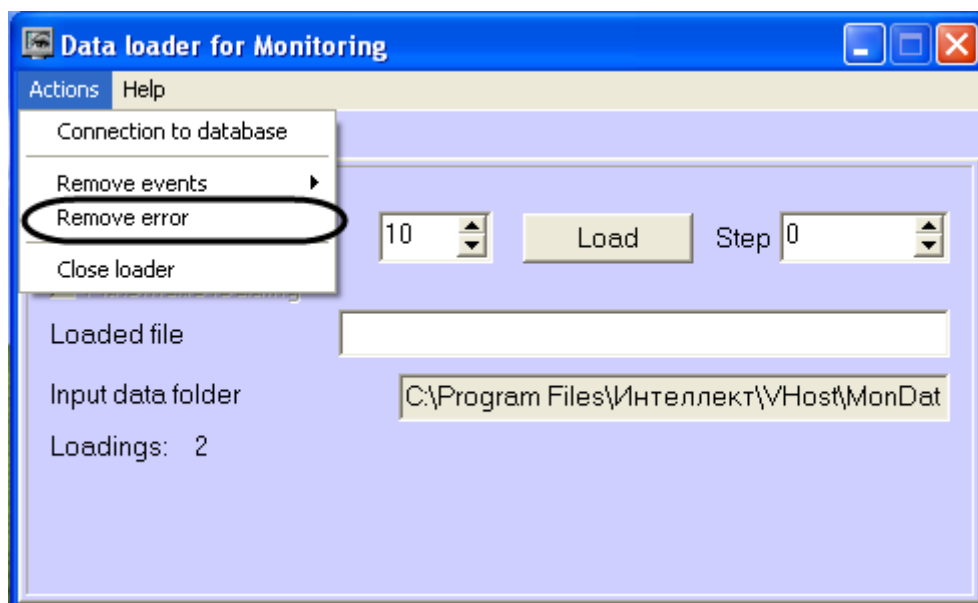 Data loader for Monitoring
Actions Help
Connection to database
Remove events
Remove error
10 Load Step 0
Close loader
Loaded file
Input data folder C:\Program Files\Интеллект\VHost\MonDat
Loadings: 2